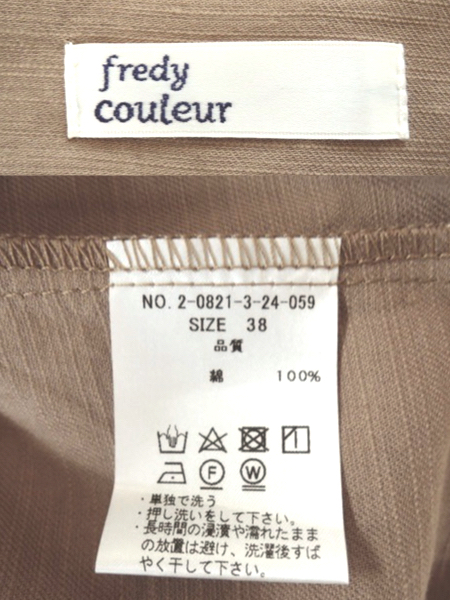 fredy
couleur
NO. 2-0821-3-24-059
SIZE 38
品質
綿 100%
F W
・単独で洗う
・押し洗いをして下さい。
・長時間の浸漬や濡れたまま
の放置は避け、洗濯後すば
やく干して下さい。